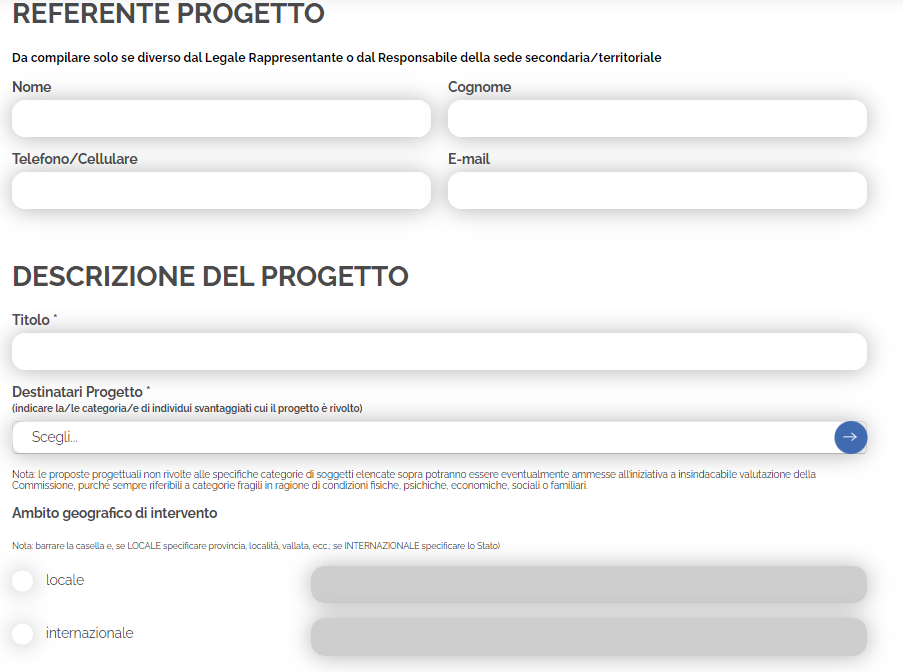 REFERENTE PROGETTO
Da compilare solo se diverso dal Legale Rappresentante o dal Responsabile della sede secondaria/territoriale
Nome
Cognome
Telefono/Cellulare
E-mail
DESCRIZIONE DEL PROGETTO
Titolo *
Destinatari Progetto *
(indicare la/le categoria/e di individui svantaggiati cui il progetto è rivolto)
Scegli...
Nota: le proposte progettuali non rivolte alle specifiche categorie di soggetti elencate sopra potranno essere eventualmente ammesse all'iniziativa a insindacabile valutazione della
Commissione, purché sempre riferibili a categorie fragili in ragione di condizioni fisiche, psichiche, economiche, sociali o familiari.
Ambito geografico di intervento
Nota: barrare la casella e, se LOCALE specificare provincia, località, vallata, ecc.; se INTERNAZIONALE specificare lo Stato)
locale
internazionale